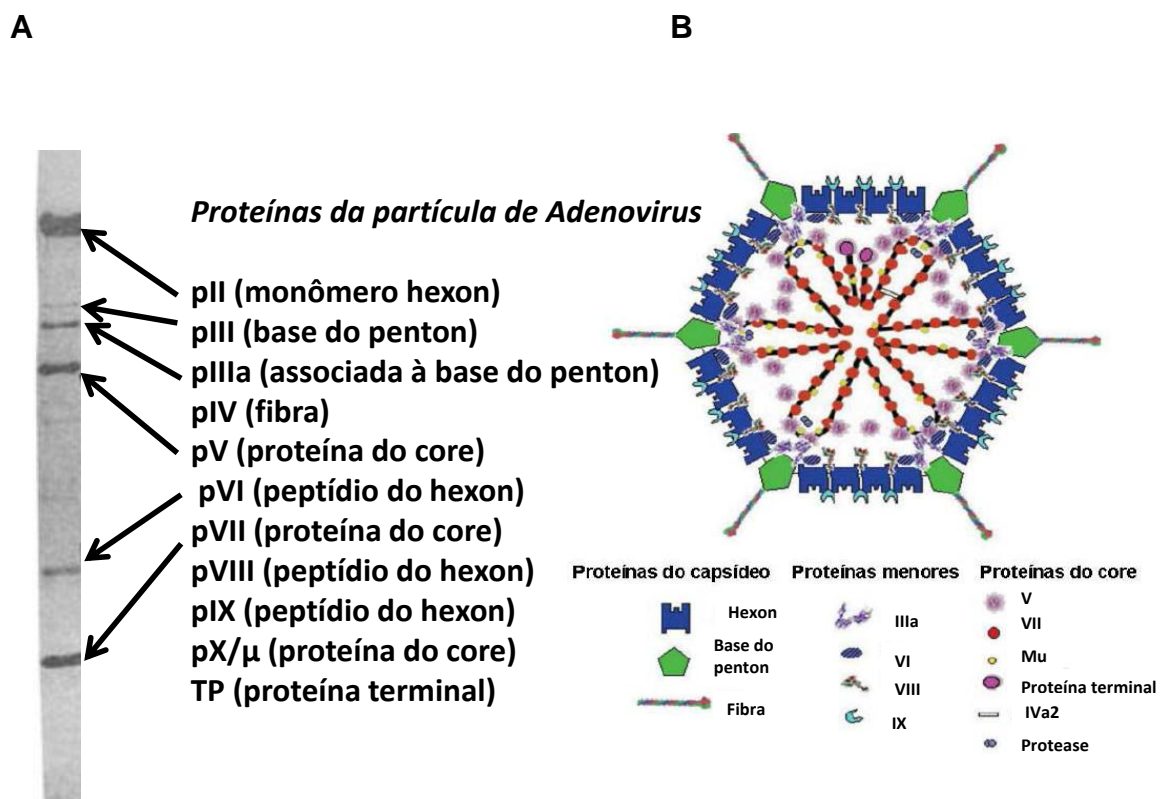 A
B
Proteínas da partícula de Adenovirus
pII (monômero hexon)
pIII (base do penton)
pIIIa (associada à base do penton)
pIV (fibra)
pV (proteína do core)
pVI (peptídio do hexon)
pVII (proteína do core)
pVIII (peptídio do hexon)
pIX (peptídio do hexon)
pX/µ (proteína do core)
TP (proteína terminal)
Proteínas do capsídeo
Hexon
Base do
penton
Fibra
Proteínas menores
IIIa
VI
VIII
IX
Proteínas do core
V
VII
Mu
Proteína terminal
IVa2
Protease